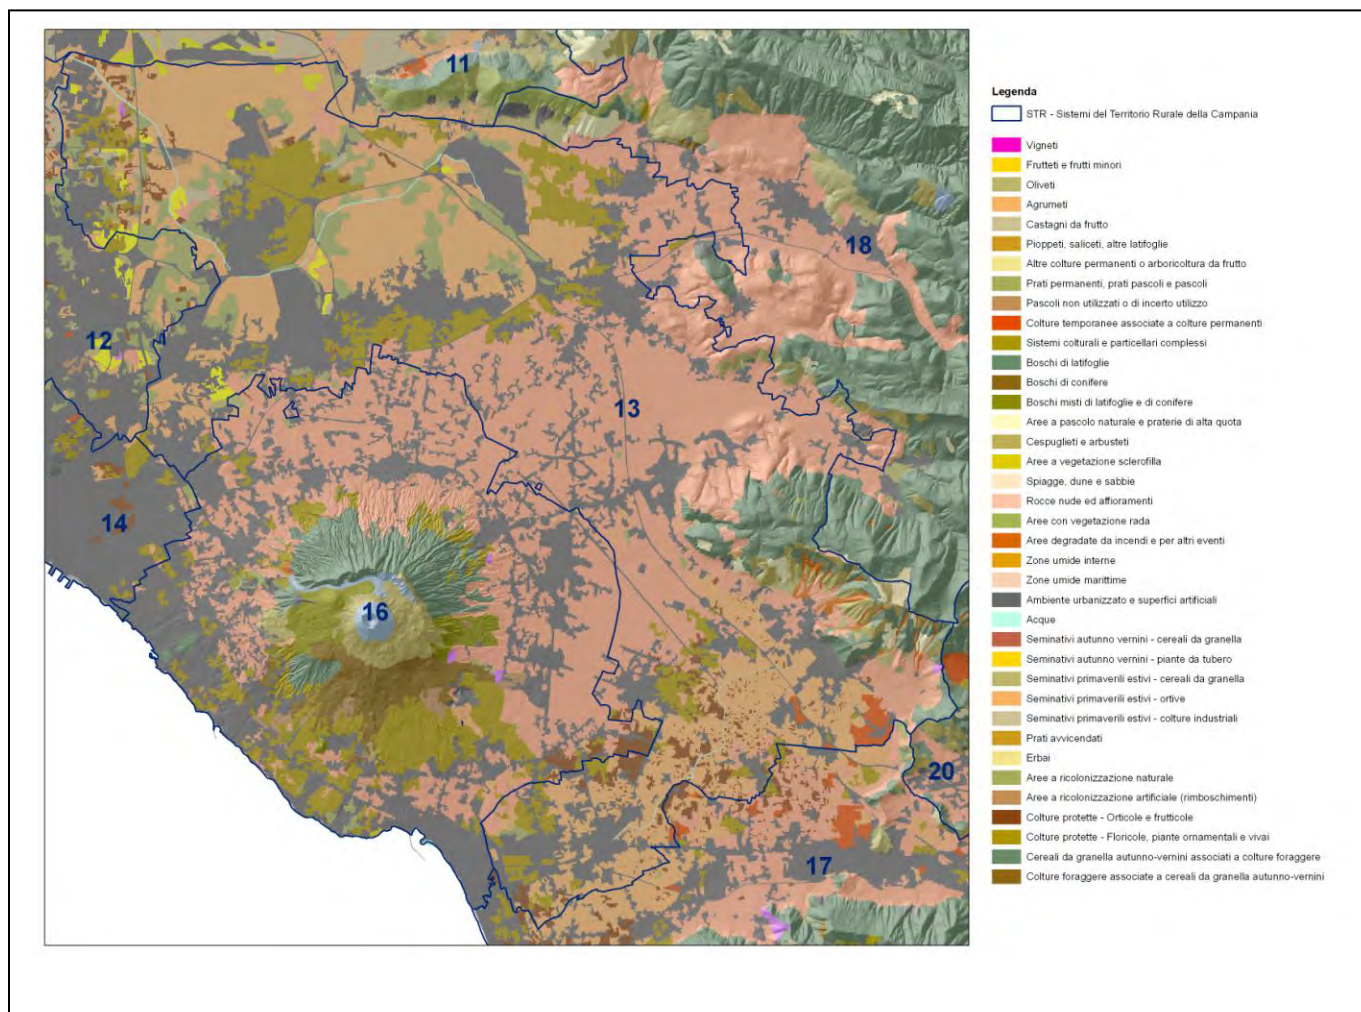 11
18
12
13
14
16
20
17
Legenda
STR - Sistemi del Territorio Rurale della Campania
Vigneti
Frutteti e frutti minori
Oliveti
Agrumeti
Castagni da frutto
Pioppeti, saliceti, altre latifoglie
Altre colture permanenti o arboricoltura da frutto
Prati permanenti, prati pascoli e pascoli
Pascoli non utilizzati o di incerto utilizzo
Colture temporanee associate a colture permanenti
Sistemi colturali e particellari complessi
Boschi di latifoglie
Boschi di conifere
Boschi misti di latifoglie e di conifere
Aree a pascolo naturale e praterie di alta quota
Cespuglieti e arbusteti
Aree a vegetazione sclerofilla
Spiagge, dune e sabbie
Rocce nude ed affioramenti
Aree con vegetazione rada
Aree degradate da incendi e per altri eventi
Zone umide interne
Zone umide marittime
Ambiente urbanizzato e superfici artificiali
Acque
Seminativi autunno vernini - cereali da granella
Seminativi autunno vernini - piante da tubero
Seminativi primaverili estivi - cereali da granella
Seminativi primaverili estivi - ortive
Seminativi primaverili estivi - colture industriali
Prati avvicendati
Erbai
Aree a ricolonizzazione naturale
Aree a ricolonizzazione artificiale (rimboschimenti)
Colture protette - Orticole e frutticole
Colture protette - Floricole, piante ornamentali e vivai
Cereali da granella autunno-vernini associati a colture foraggere
Colture foraggere associate a cereali da granella autunno-vernini